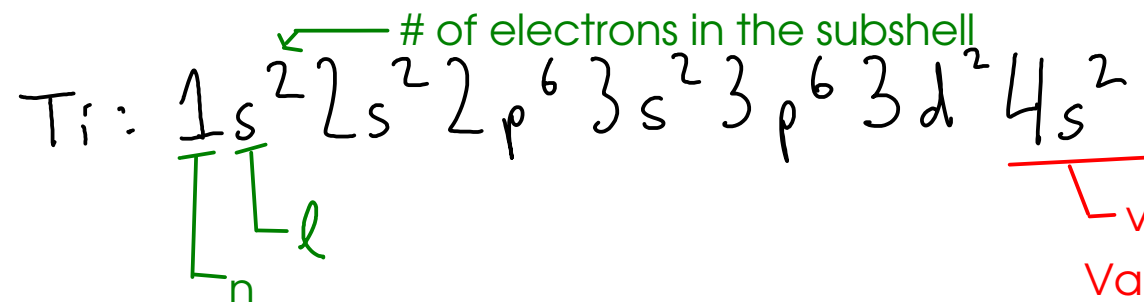 # of electrons in the subshell
Ti: 1s²2s²2p⁶3s²3p⁶3d²4s²
ℓ
n